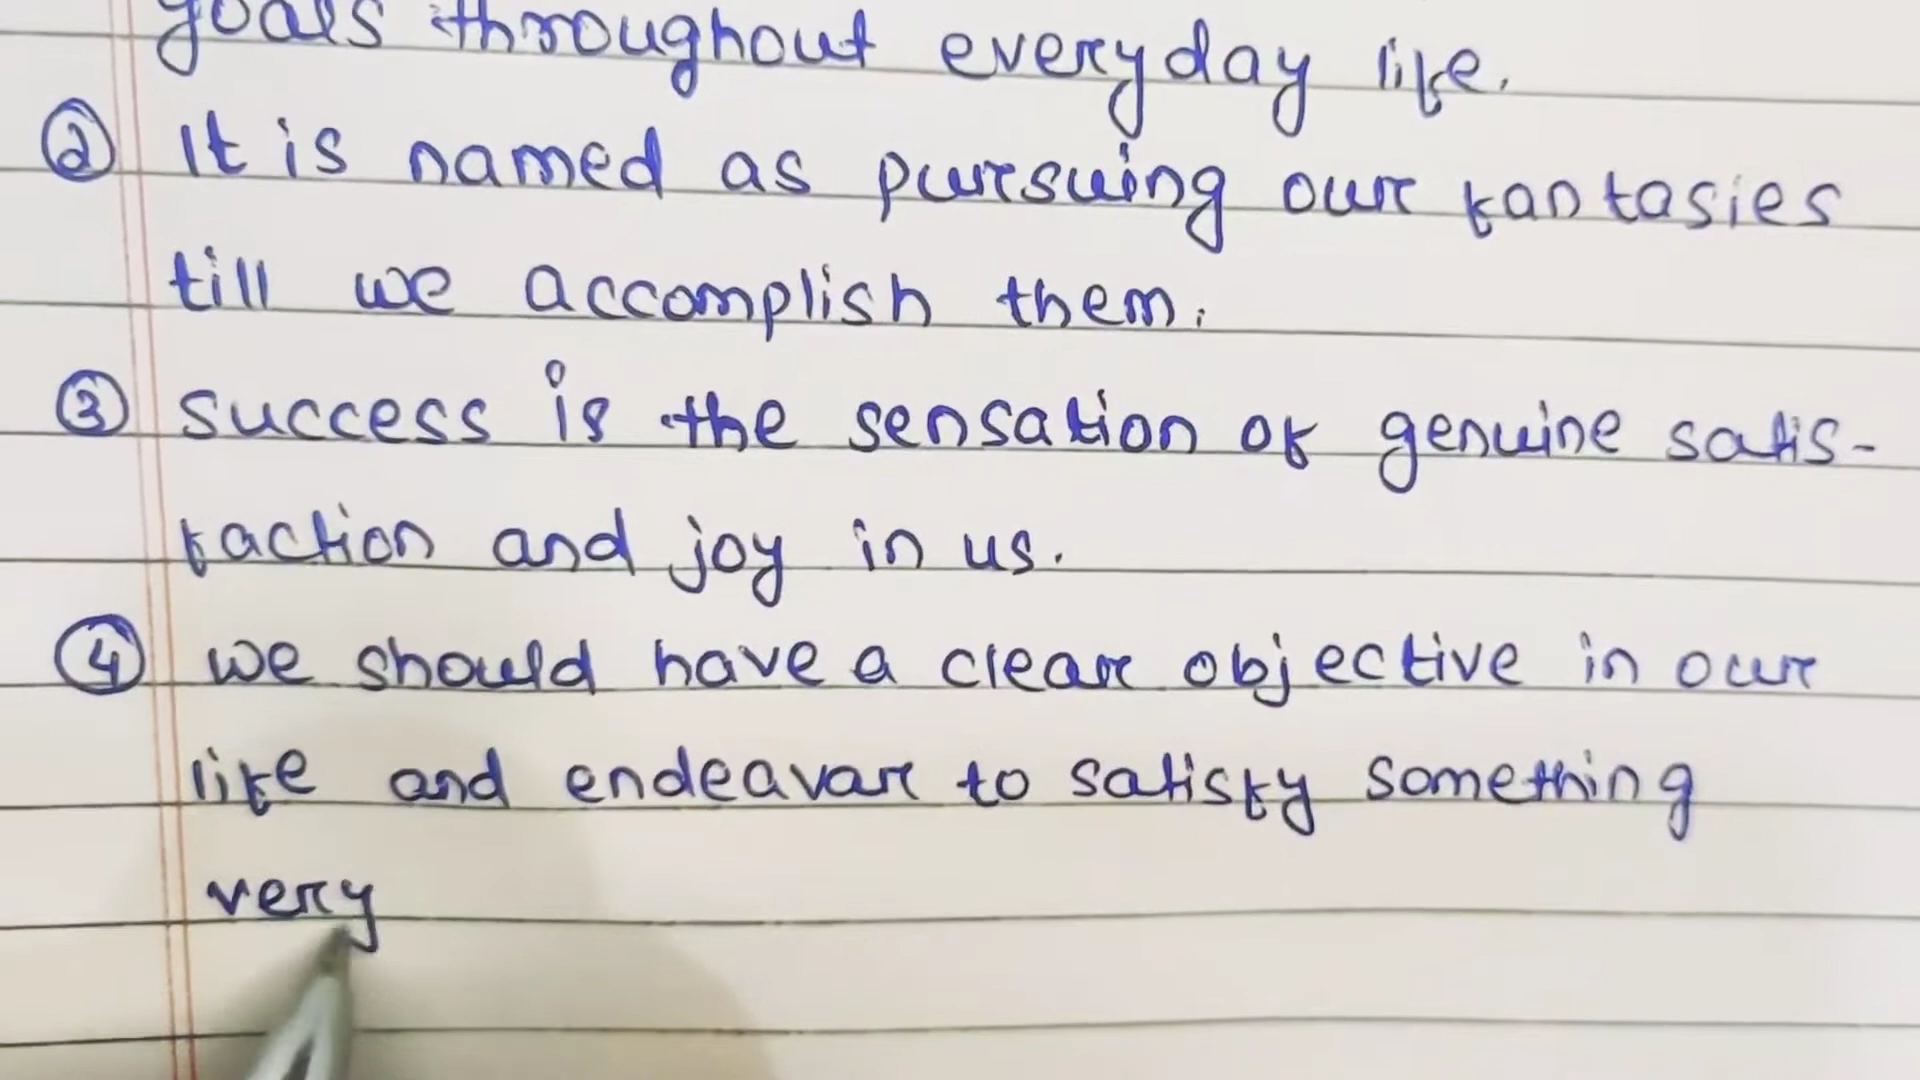 goals throughout everyday life.
② It is named as pursuing our fantasies
till we accomplish them.
③ success is the sensation of genuine satis-
faction and joy in us.
④ we should have a clear objective in our
life and endeavar to satisfy something
very